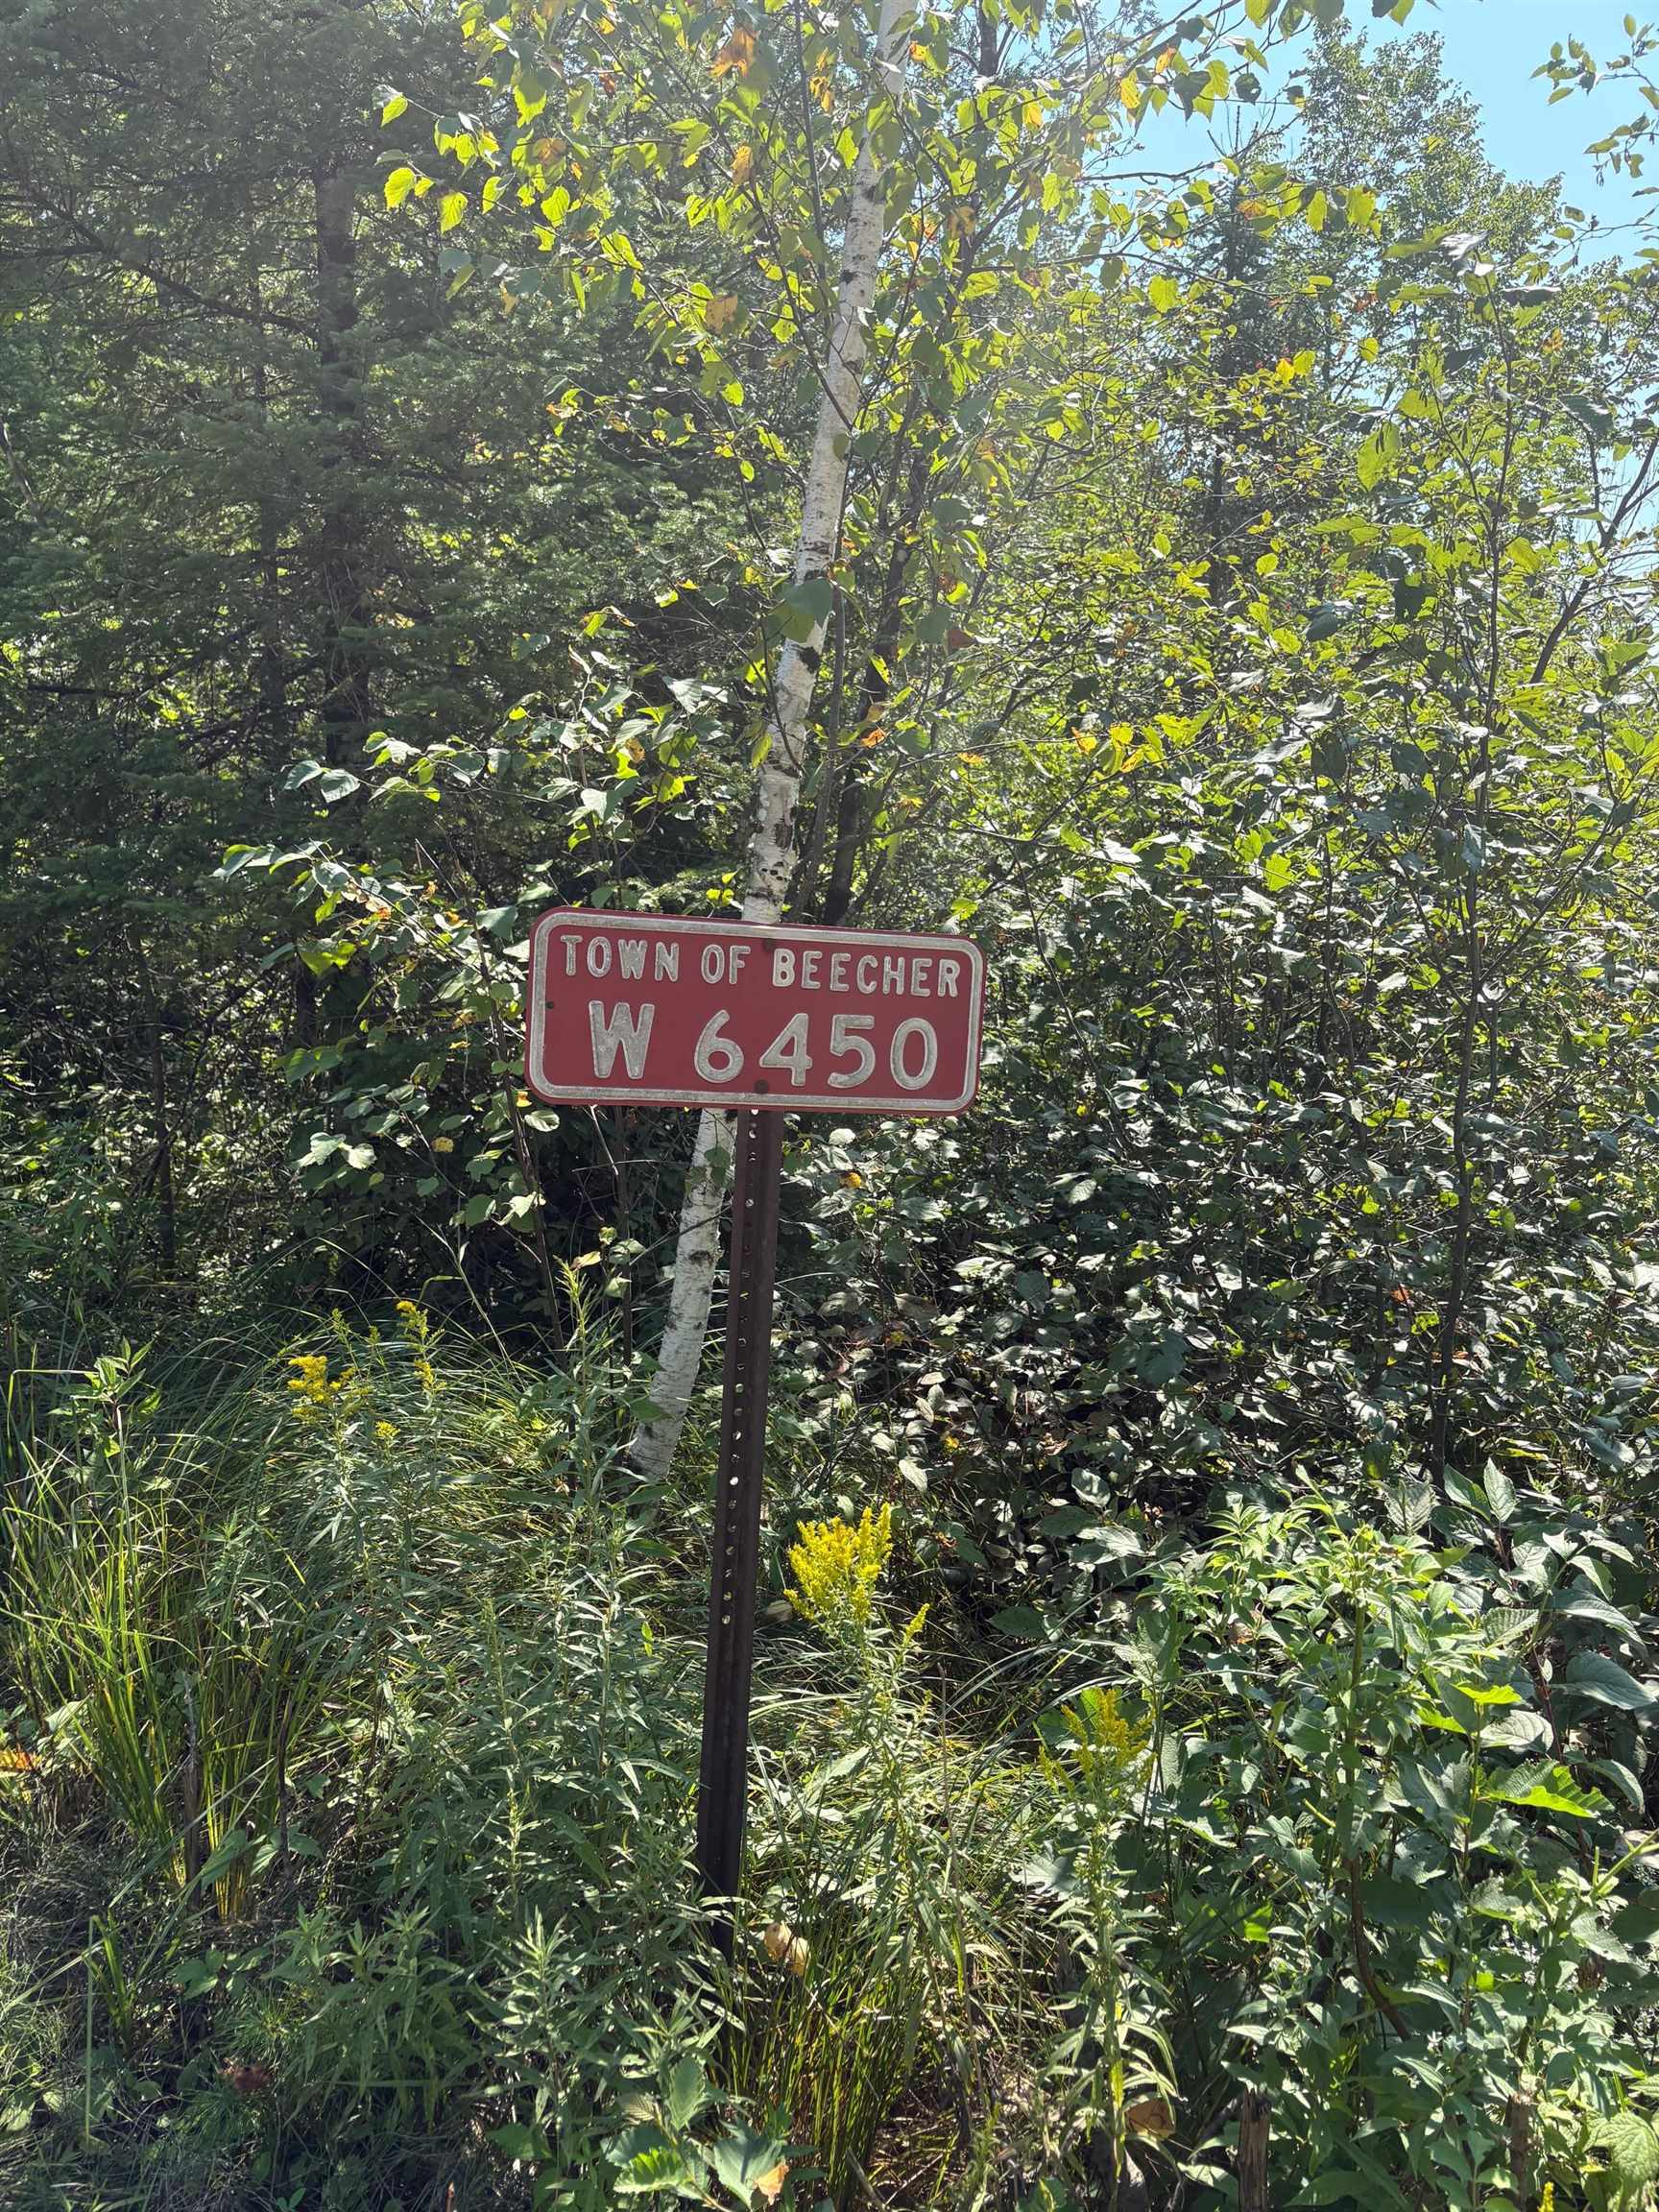 TOWN OF BEECHER
W 6450